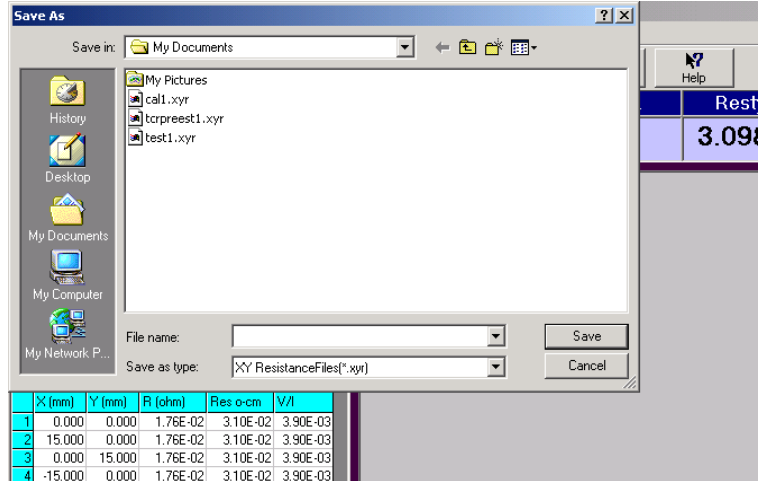 Save As
Save in: My Documents
Help
My Pictures
cal1.xyr
tcrpreest1.xyr
test1.xyr
History
Desktop
My Documents
My Computer
My Network P...
3.098
File name:
Save
Save as type: XY ResistanceFiles(*.xyr)
Cancel
X (mm) Y (mm) R (ohm) Res o-cm V/I
1 0.000 0.000 1.76E-02 3.10E-02 3.90E-03
2 15.000 0.000 1.76E-02 3.10E-02 3.90E-03
3 0.000 15.000 1.76E-02 3.10E-02 3.90E-03
4 -15.000 0.000 1.76E-02 3.10E-02 3.90E-03